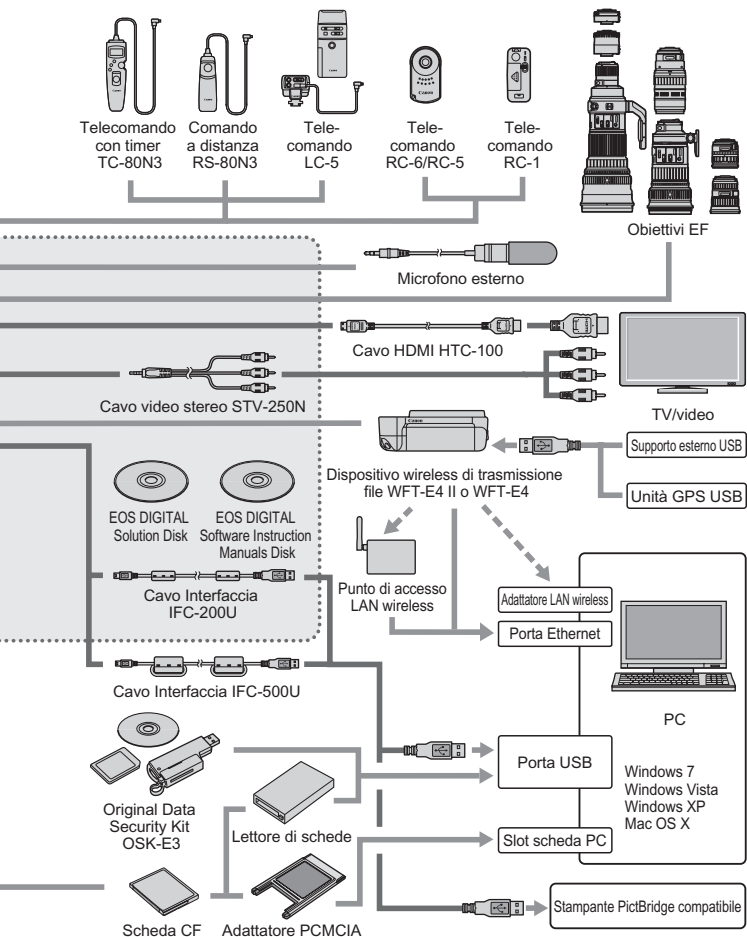 Telecomando
con timer
TC-80N3
Comando
a distanza
RS-80N3
Tele-
comando
LC-5
Tele-
comando
RC-6/RC-5
Tele-
comando
RC-1
Obiettivi EF
Microfono esterno
Cavo HDMI HTC-100
Cavo video stereo STV-250N
TV/video
Dispositivo wireless di trasmissione
file WFT-E4 II o WFT-E4
Supporto esterno USB
Unità GPS USB
EOS DIGITAL
Solution Disk
EOS DIGITAL
Software Instruction
Manuals Disk
Punto di accesso
LAN wireless
Adattatore LAN wireless
Porta Ethernet
Cavo Interfaccia
IFC-200U
Cavo Interfaccia IFC-500U
PC
Windows 7
Windows Vista
Windows XP
Mac OS X
Porta USB
Original Data
Security Kit
OSK-E3
Lettore di schede
Slot scheda PC
Scheda CF
Adattatore PCMCIA
Stampante PictBridge compatibile